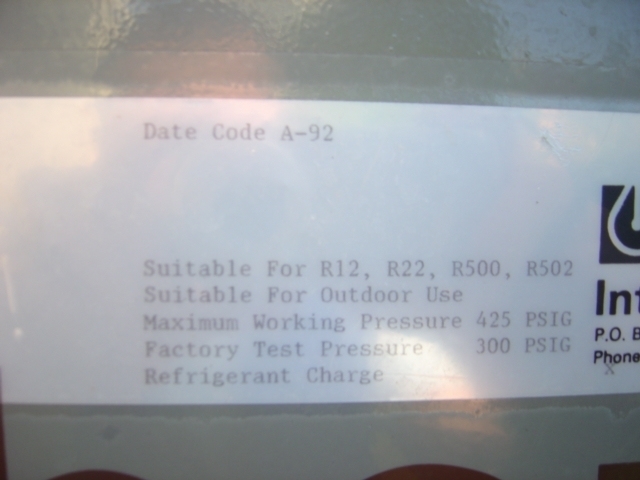 Date Code A-92
Suitable For R12, R22, R500, R502
Suitable For Outdoor Use
Maximum Working Pressure 425 PSIG
Factory Test Pressure 300 PSIG
Refrigerant Charge
Int
P.O. B
Phone
X